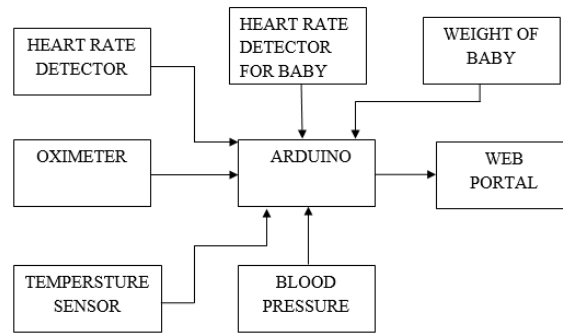 HEART RATE
DETECTOR
HEART RATE
DETECTOR
FOR BABY
WEIGHT OF
BABY
OXIMETER
ARDUINO
WEB
PORTAL
TEMPERSTURE
SENSOR
BLOOD
PRESSURE